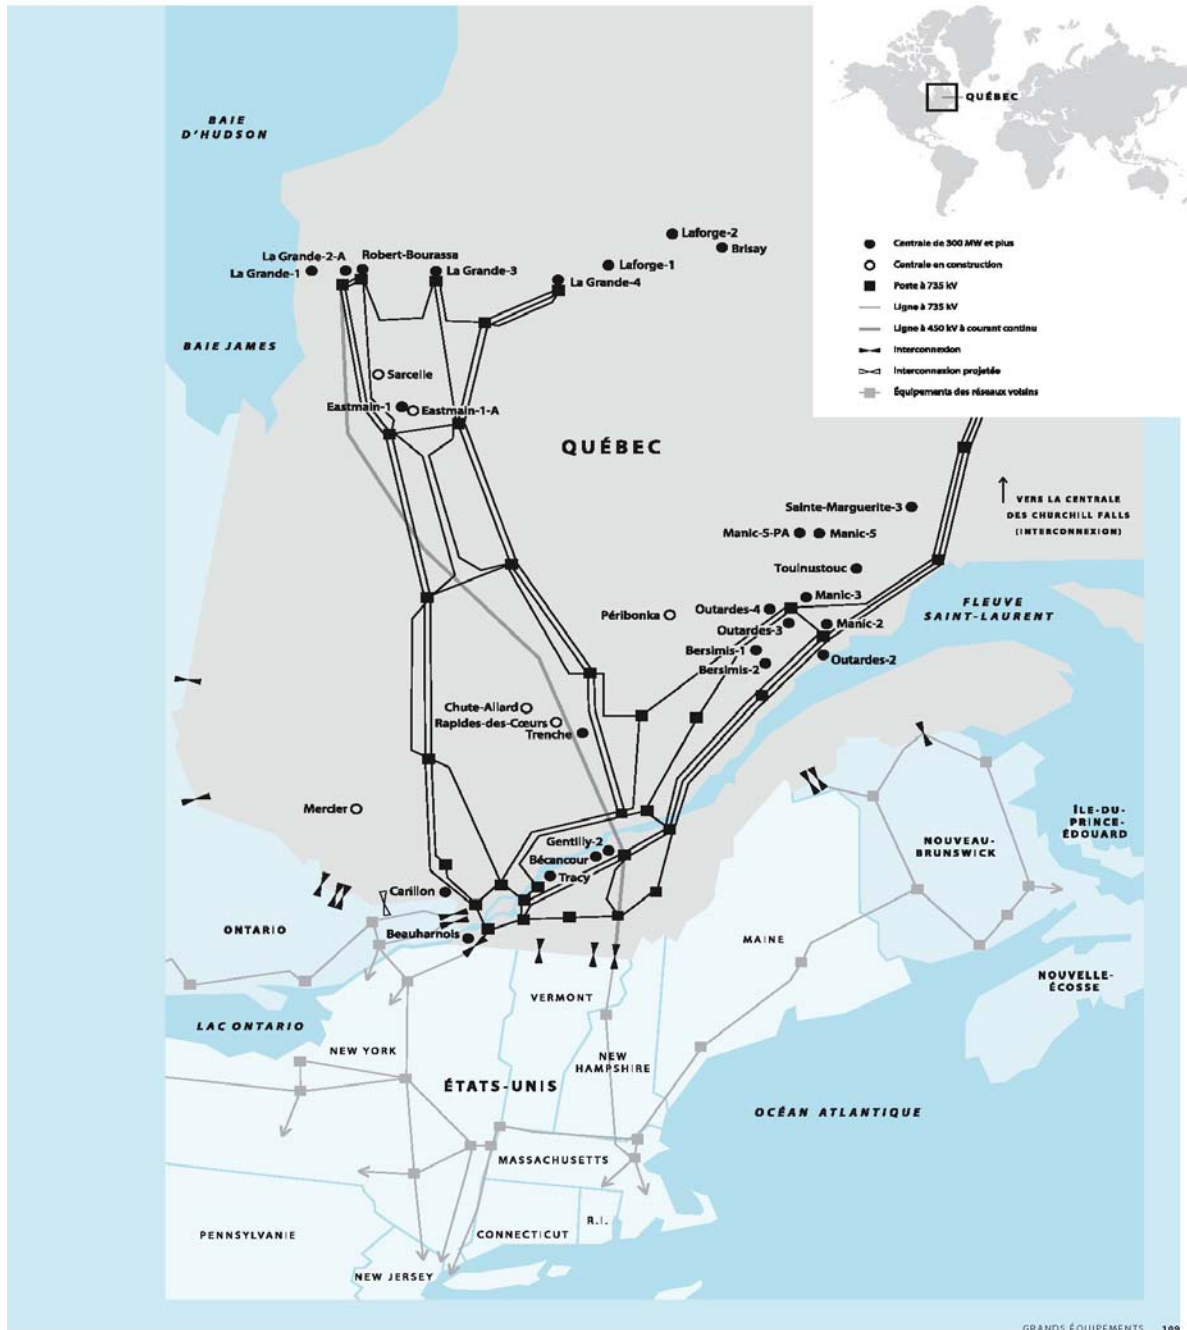 QUÉBEC
Centrale de 300 MW et plus
Centrale en construction
Poste à 735 kV
Ligne à 735 kV
Ligne à 450 kV à courant continu
Interconnexion
Interconnexion projetée
Équipements des réseaux voisins
BAIE
D'HUDSON
Laforge-2
Brisay
La Grande-2-A
Robert-Bourassa
La Grande-1
La Grande-3
Laforge-1
La Grande-4
BAIE JAMES
Sarcelle
Eastmain-1
Eastmain-1-A
QUÉBEC
VERS LA CENTRALE
DES CHURCHILL FALLS
(INTERCONNEXION)
Sainte-Marguerite-3
Manic-5-PA
Manic-5
Toulnustouc
Manic-3
FLEUVE
SAINT-LAURENT
Péribonka
Outardes-4
Outardes-3
Manic-2
Bersimis-1
Bersimis-2
Outardes-2
Chute-Allard
Rapides-des-Cœurs
Trenche
Mercier
ÎLE-DU-
PRINCE-
ÉDOUARD
NOUVEAU-
BRUNSWICK
Gentilly-2
Bécancour
Tracy
Carillon
Beauharnois
ONTARIO
MAINE
NOUVELLE-
ÉCOSSE
VERMONT
LAC ONTARIO
NEW YORK
NEW
HAMPSHIRE
ÉTATS-UNIS
OCÉAN ATLANTIQUE
MASSACHUSETTS
R.I.
PENNSYLVANIE
CONNECTICUT
NEW JERSEY
GRANDS ÉQUIPEMENTS 109